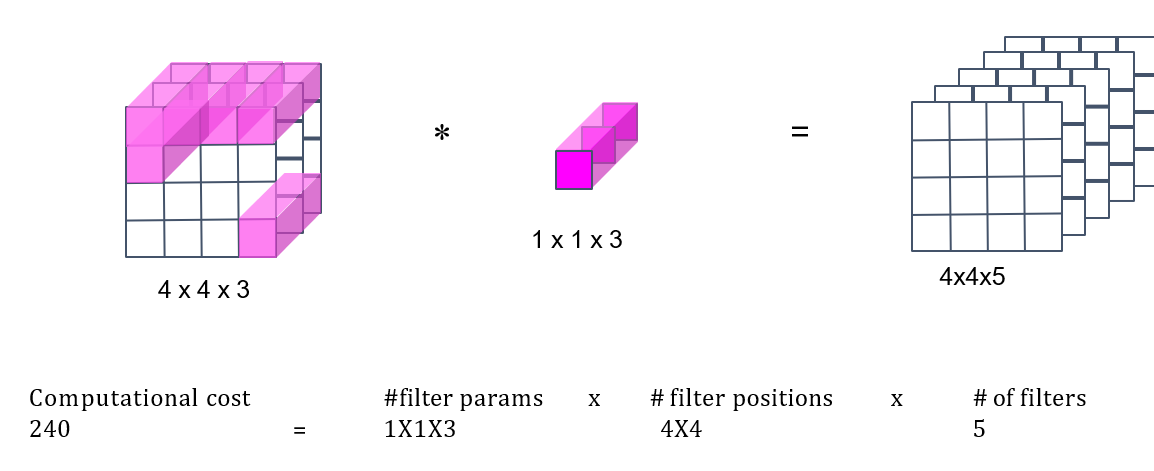 * =
1 x 1 x 3
4 x 4 x 3
4x4x5
Computational cost #filter params x # filter positions x # of filters
240 = 1X1X3 4X4 5